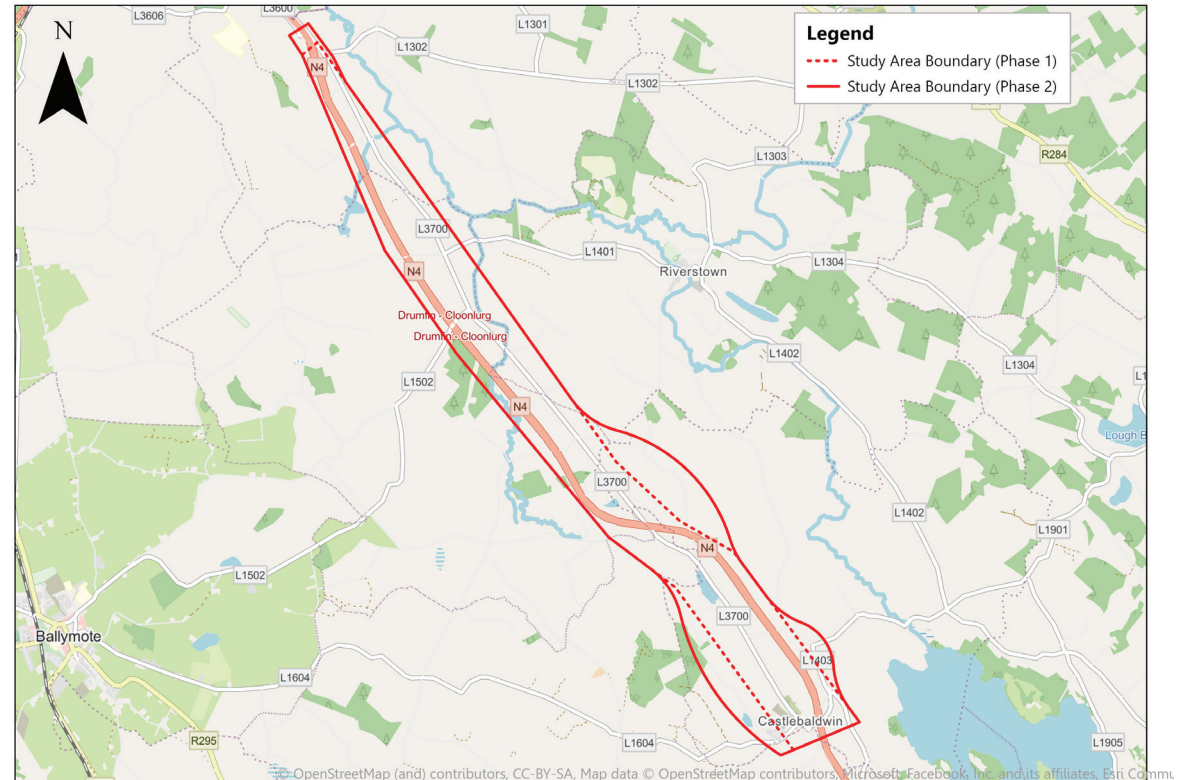 L3606
L3600
L1301
N
L1302
N4
L1302
Legend
Study Area Boundary (Phase 1)
Study Area Boundary (Phase 2)
L1303
R284
L3700
L1401
Riverstown
L1304
N4
Drumfin - Cloonlurg
Drumfin - Cloonlurg
L1402
L1304
L1502
N4
Lough B
L3700
L1402
L1901
N4
L1502
L3700
Ballymote
L1403
L1604
Castlebaldwin
R295
L1604
L1905
© OpenStreetMap (and) contributors, CC-BY-SA, Map data © OpenStreetMap contributors, Microsoft, Facebook, Inc. and its affiliates, Esri Commu